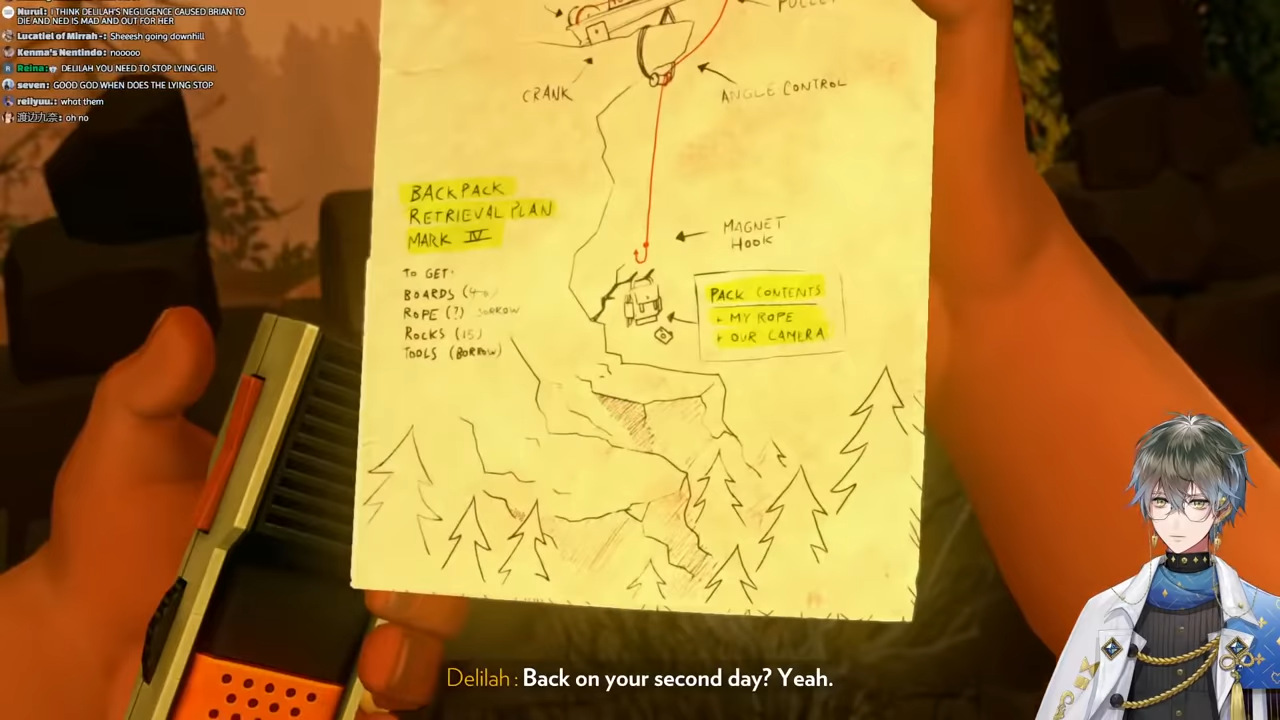 Nurul: I THINK DELILAH'S NEGLIGENCE CAUSED BRIAN TO
DIE AND NED IS MAD AND OUT FOR HER
Lucatiel of Mirrah -: Sheeesh going downhill
Kenma's Nentindo: nooooo
Reina: DELILAH YOU NEED TO STOP LYING GIRL
seven: GOOD GOD WHEN DOES THE LYING STOP
reilyuu.: whot them
渡辺九奈: oh no
PULLEY
CRANK
ANGLE CONTROL
BACKPACK
RETRIEVAL PLAN
MARK IV
MAGNET
HOOK
TO GET:
BOARDS
ROPE (?) BORROW
ROCKS (15)
TOOLS (BORROW)
PACK CONTENTS
+ MY ROPE
+ OUR CAMERA
Delilah: Back on your second day? Yeah.